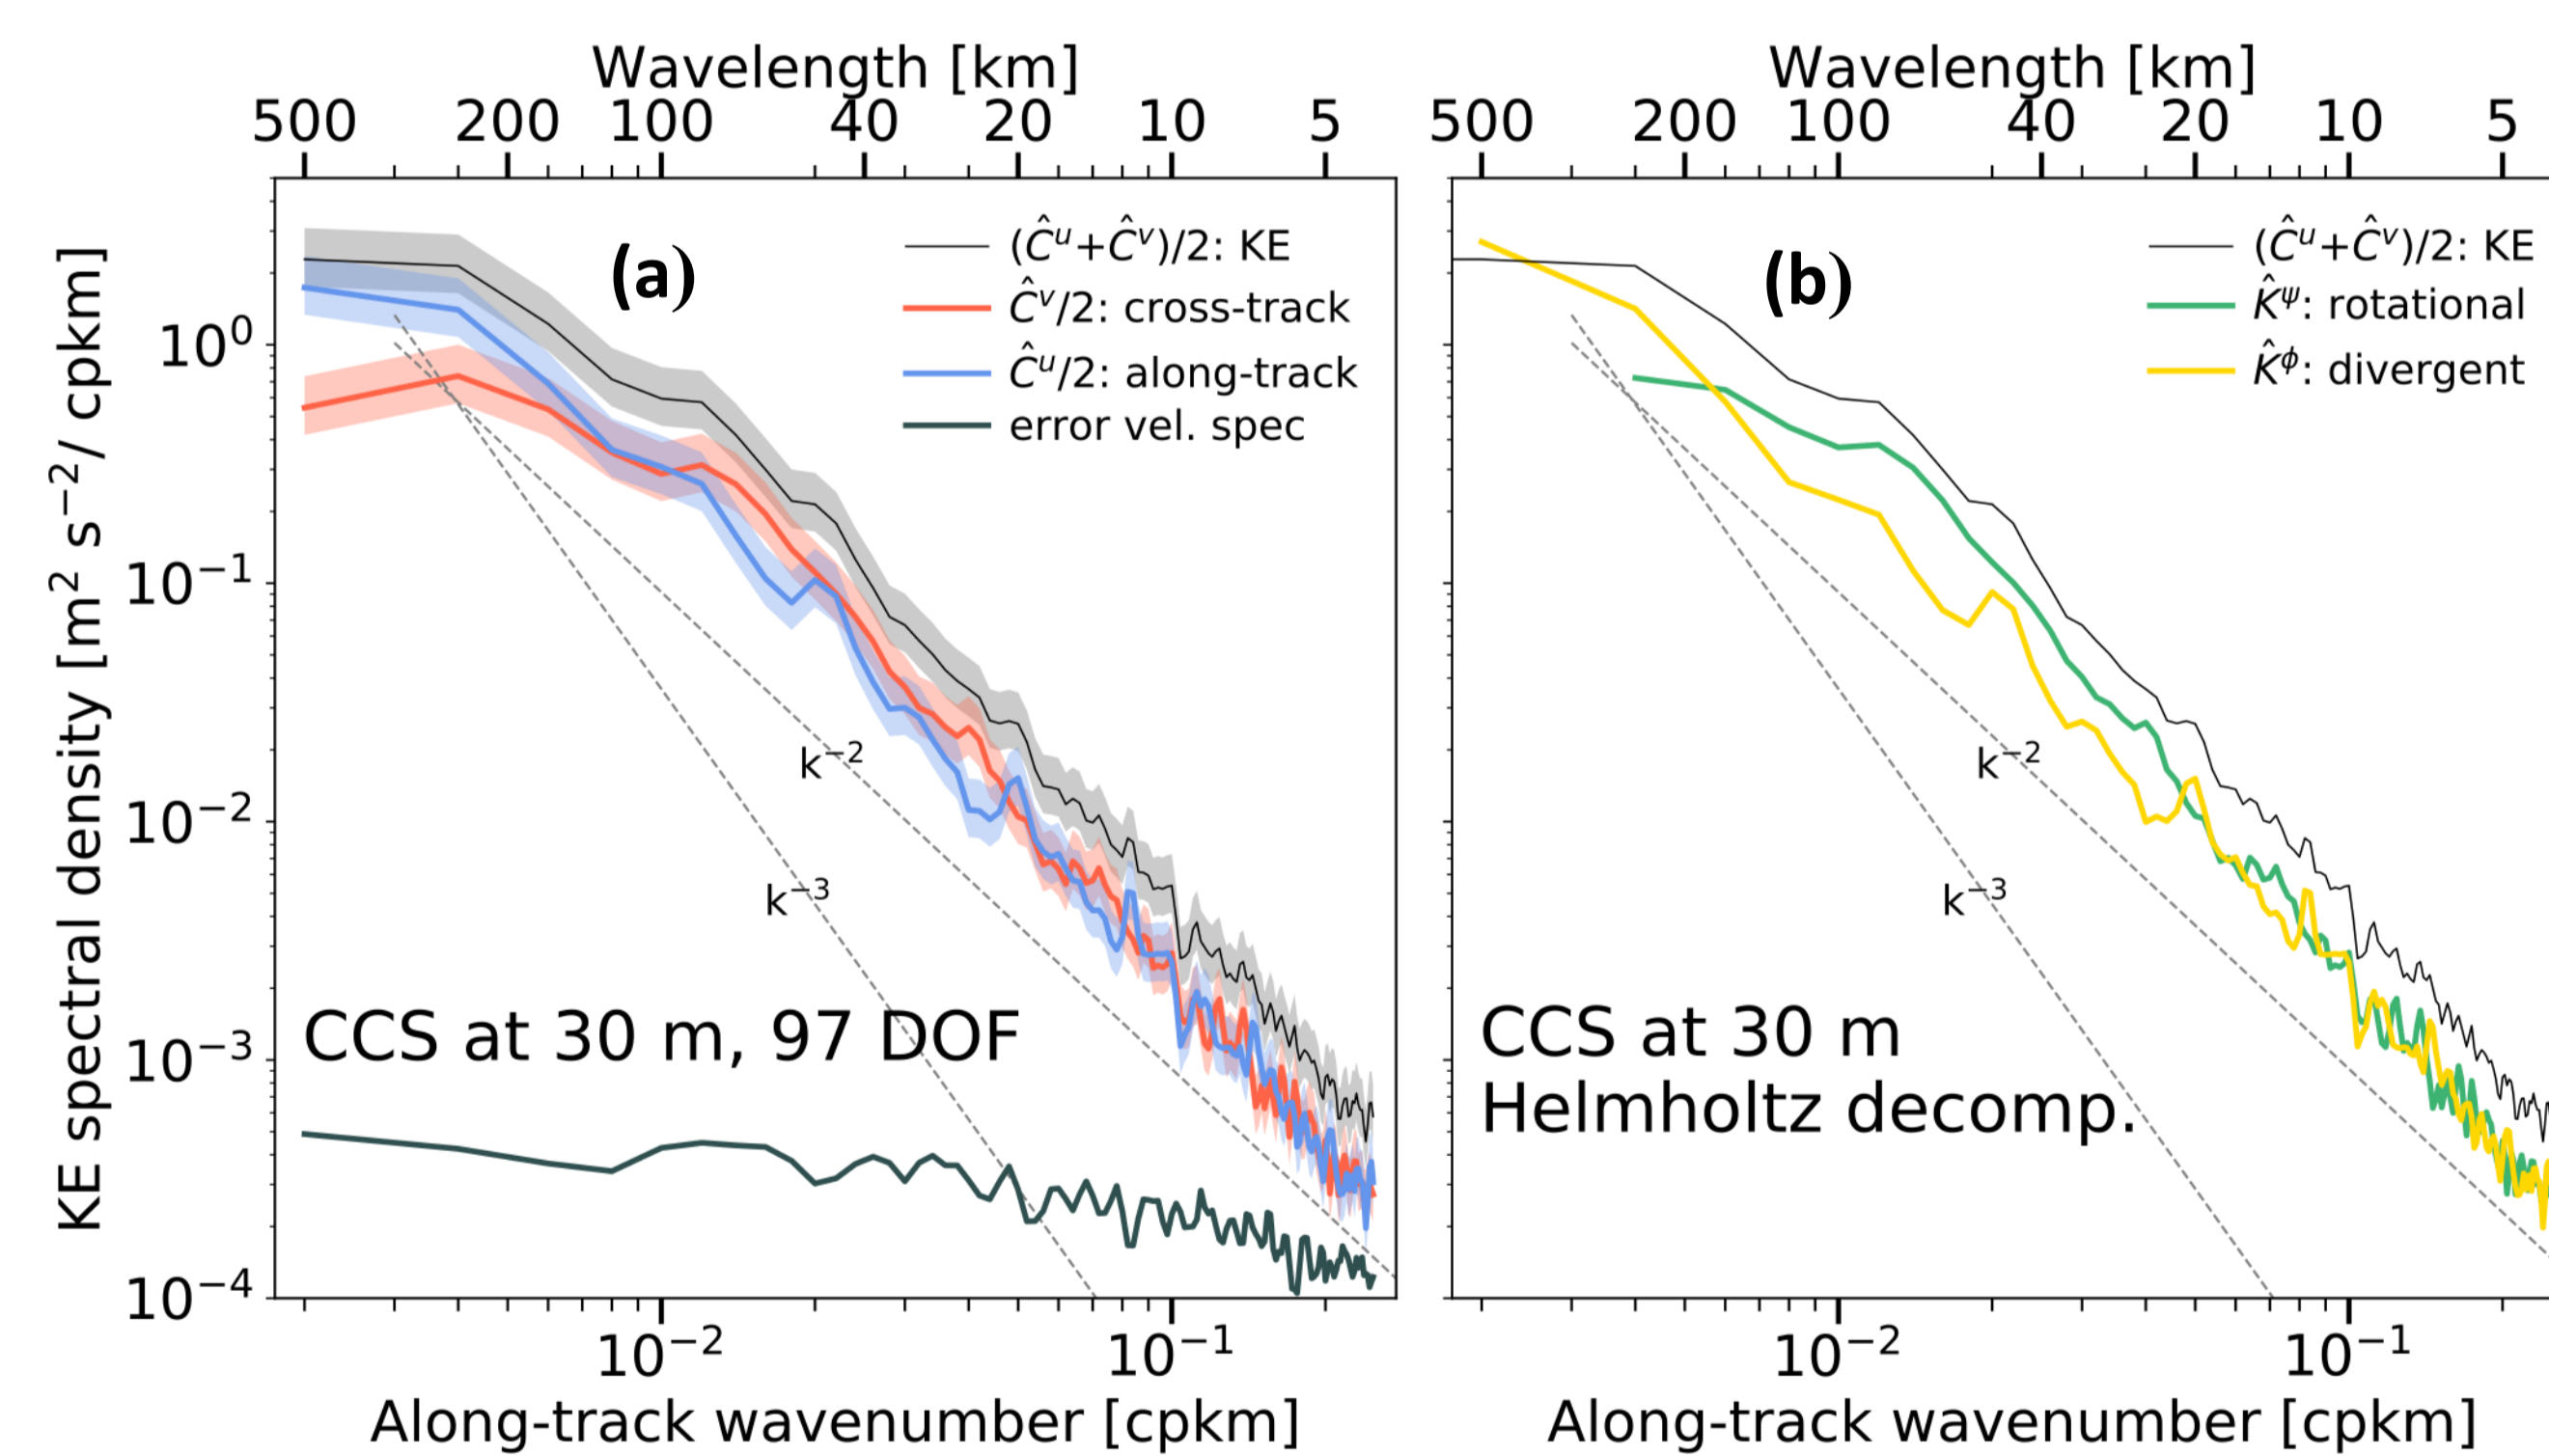 Wavelength [km]
500 200 100 40 20 10 5
(a)
(Ĉᵘ+Ĉᵛ)/2: KE
Ĉᵛ/2: cross-track
Ĉᵘ/2: along-track
error vel. spec
KE spectral density [m² s⁻²/ cpkm]
10⁰
10⁻¹
10⁻²
10⁻³
10⁻⁴
k⁻²
k⁻³
CCS at 30 m, 97 DOF
10⁻² 10⁻¹
Along-track wavenumber [cpkm]
Wavelength [km]
500 200 100 40 20 10 5
(b)
(Ĉᵘ+Ĉᵛ)/2: KE
K̂^ψ: rotational
K̂^ϕ: divergent
k⁻²
k⁻³
CCS at 30 m
Helmholtz decomp.
10⁻² 10⁻¹
Along-track wavenumber [cpkm]